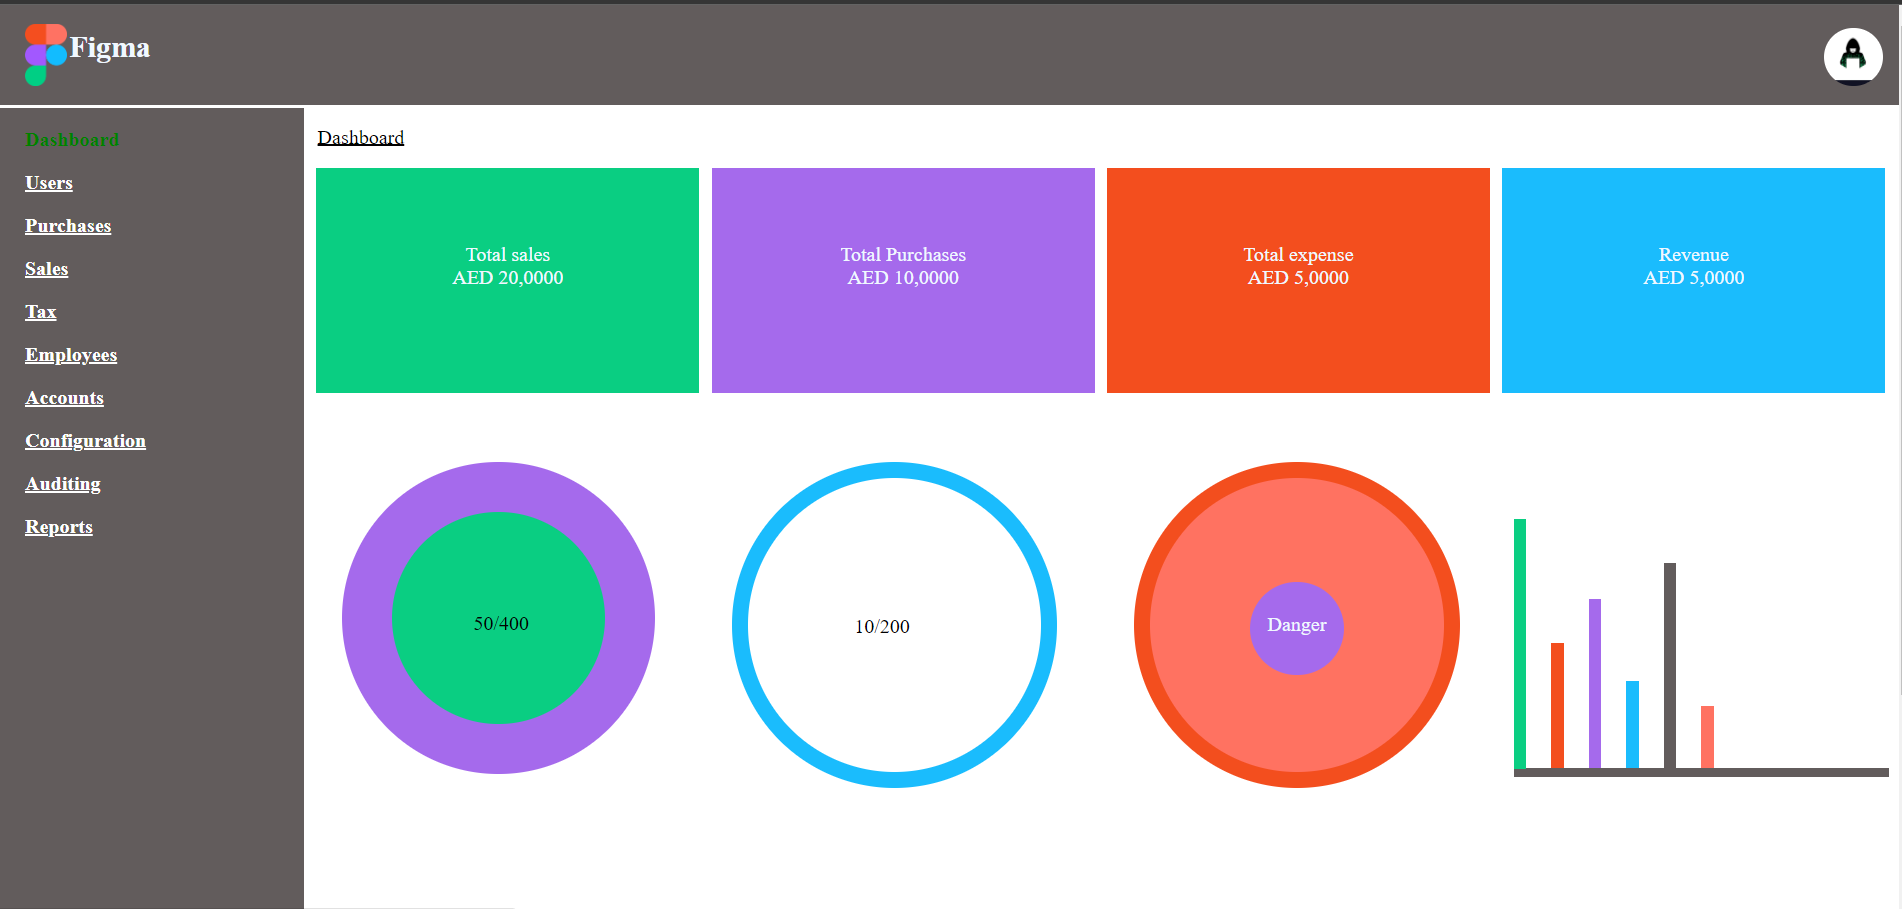 Figma
Dashboard
Users
Purchases
Sales
Tax
Employees
Accounts
Configuration
Auditing
Reports
Dashboard
Total sales
AED 20,0000
Total Purchases
AED 10,0000
Total expense
AED 5,0000
Revenue
AED 5,0000
50/400
10/200
Danger